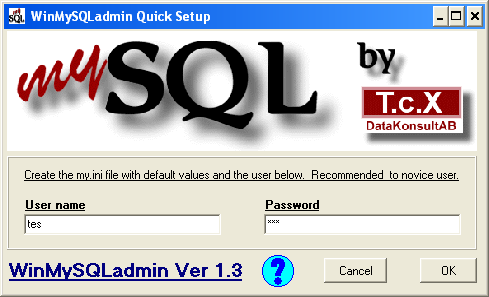 WinMySQLadmin Quick Setup
mySQL by
T.c.X
DataKonsultAB
Create the my.ini file with default values and the user below. Recommended to novice user.
User name Password
tes ***
WinMySQLadmin Ver 1.3 ? Cancel OK